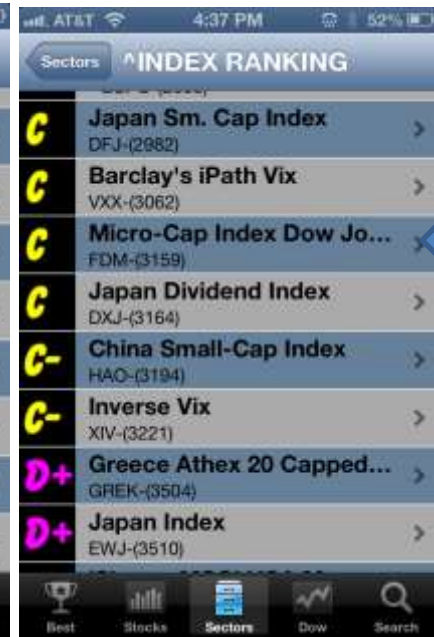 AT&T 4:37 PM 52%
Sectors ^INDEX RANKING
C Japan Sm. Cap Index
DFJ-(2982)
C Barclay's iPath Vix
VXX-(3062)
C Micro-Cap Index Dow Jo...
FDM-(3159)
C Japan Dividend Index
DXJ-(3164)
C- China Small-Cap Index
HAO-(3194)
C- Inverse Vix
XIV-(3221)
D+ Greece Athex 20 Capped...
GREK-(3504)
D+ Japan Index
EWJ-(3510)
Best Stocks Sectors Dow Search